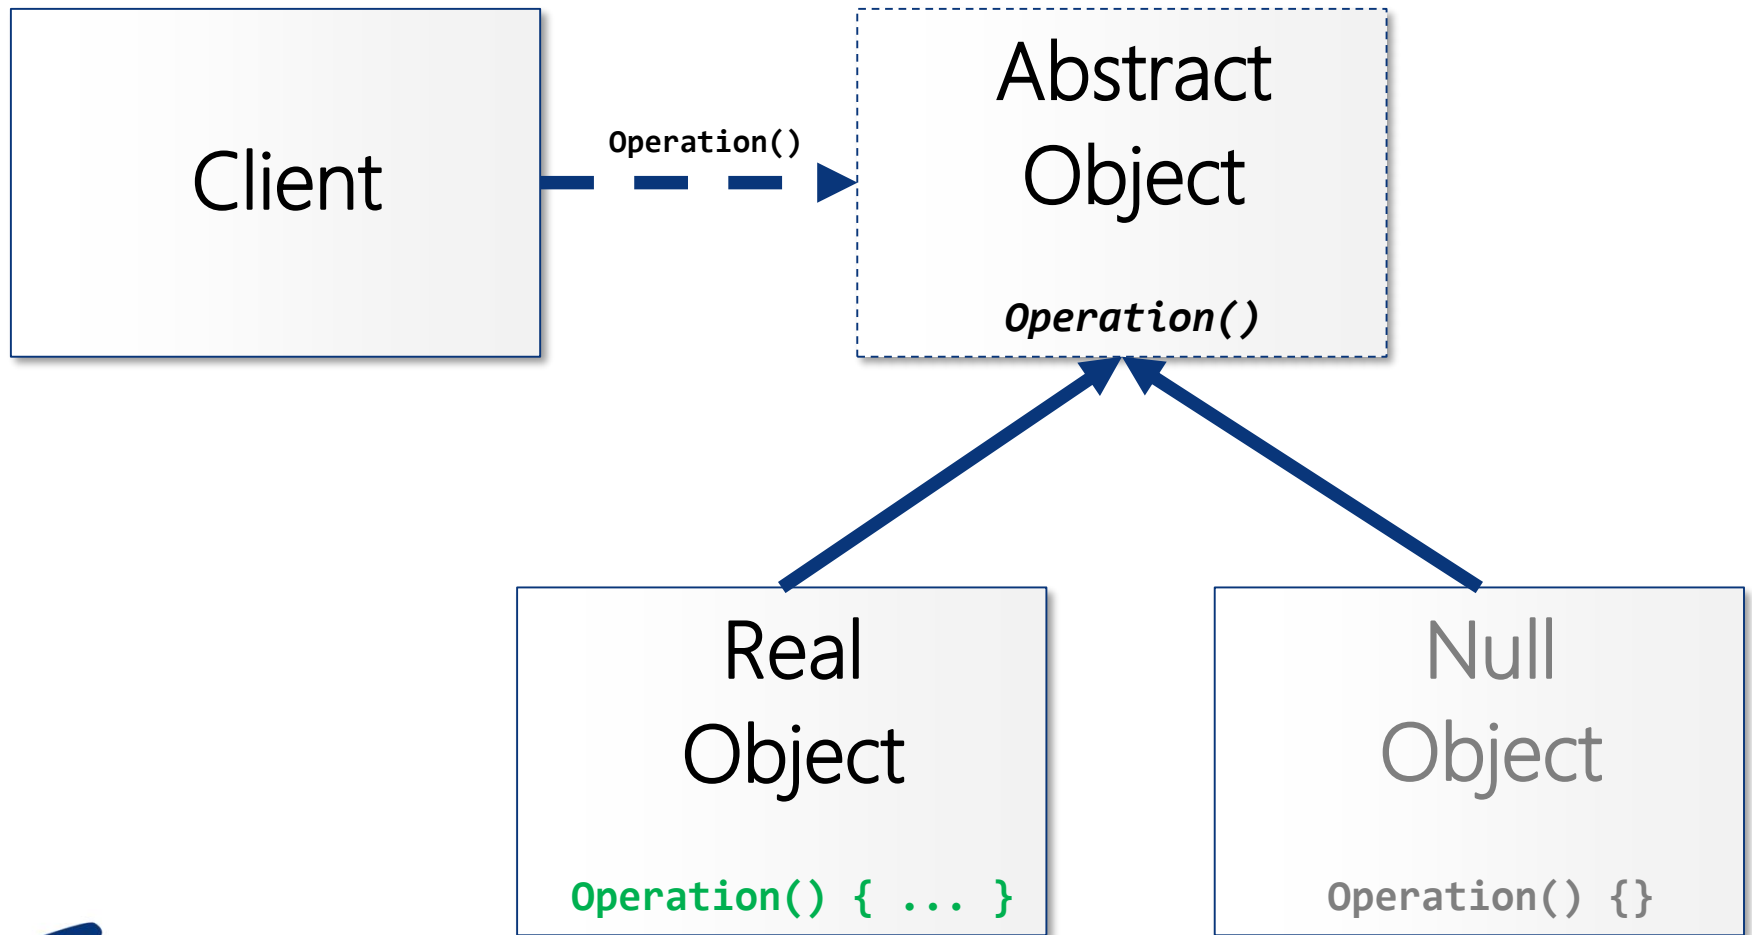 Client
Operation()
Abstract
Object
Operation()
Real
Object
Operation() { ... }
Null
Object
Operation() {}